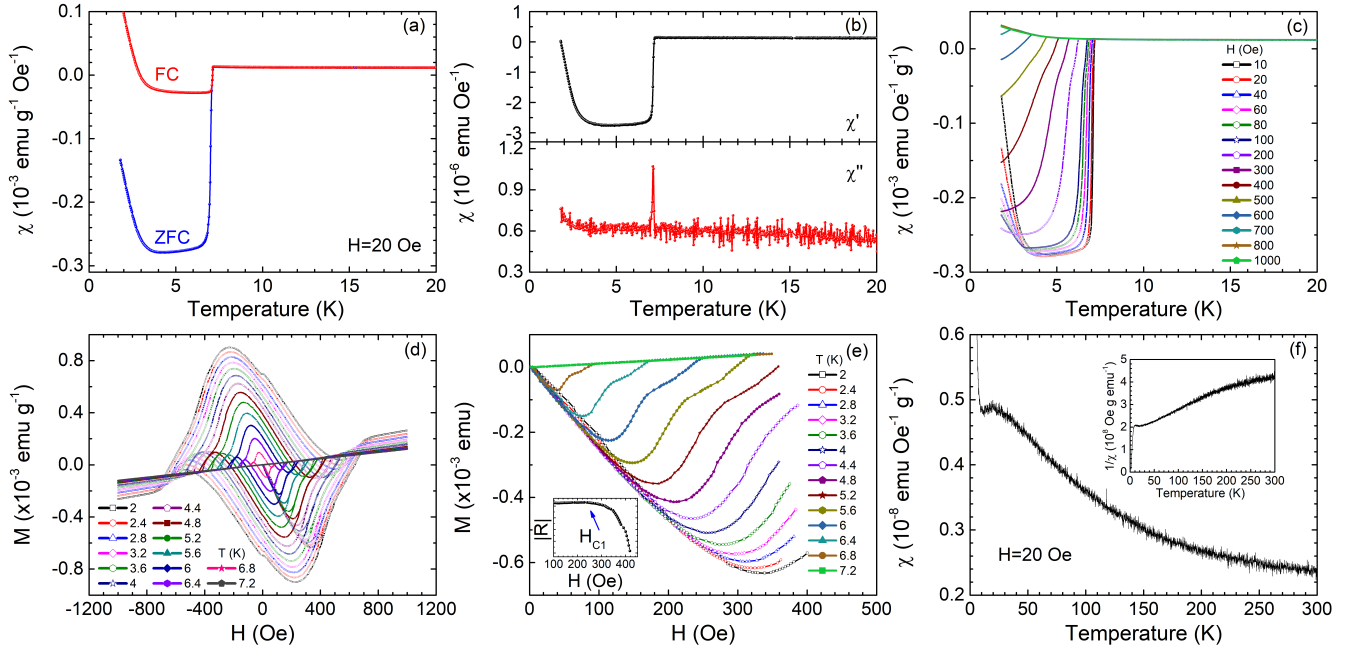 (a)
χ (10⁻³ emu g⁻¹ Oe⁻¹)
0.1
0.0
-0.1
-0.2
-0.3
FC
ZFC
H=20 Oe
0 5 10 15 20
Temperature (K)
(b)
χ (10⁻⁶ emu Oe⁻¹)
1
0
-1
-2
-3
χ'
1.2
0.9
0.6
0.3
χ''
0 5 10 15 20
Temperature (K)
(c)
χ (10⁻³ emu Oe⁻¹ g⁻¹)
0.0
-0.1
-0.2
-0.3
H (Oe)
10
20
40
60
80
100
200
300
400
500
600
700
800
1000
0 5 10 15 20
Temperature (K)
(d)
M (x10⁻³ emu g⁻¹)
0.8
0.4
0.0
-0.4
-0.8
2 4.4
2.4 4.8
2.8 5.2
3.2 5.6 T (K)
3.6 6 6.8
4 6.4 7.2
-1200 -800 -400 0 400 800 1200
H (Oe)
(e)
M (x10⁻³ emu)
0.0
-0.2
-0.4
-0.6
T (K)
2
2.4
2.8
3.2
3.6
4
4.4
4.8
5.2
5.6
6
6.4
6.8
7.2
|R|
H_C1
100 200 300 400
H (Oe)
0 100 200 300 400 500
H (Oe)
(f)
χ (10⁻⁸ emu Oe⁻¹ g⁻¹)
0.6
0.5
0.4
0.3
0.2
H=20 Oe
1/χ (10⁸ Oe g emu⁻¹)
5
4
3
2
1
0
0 50 100 150 200 250 300
Temperature (K)
0 50 100 150 200 250 300
Temperature (K)